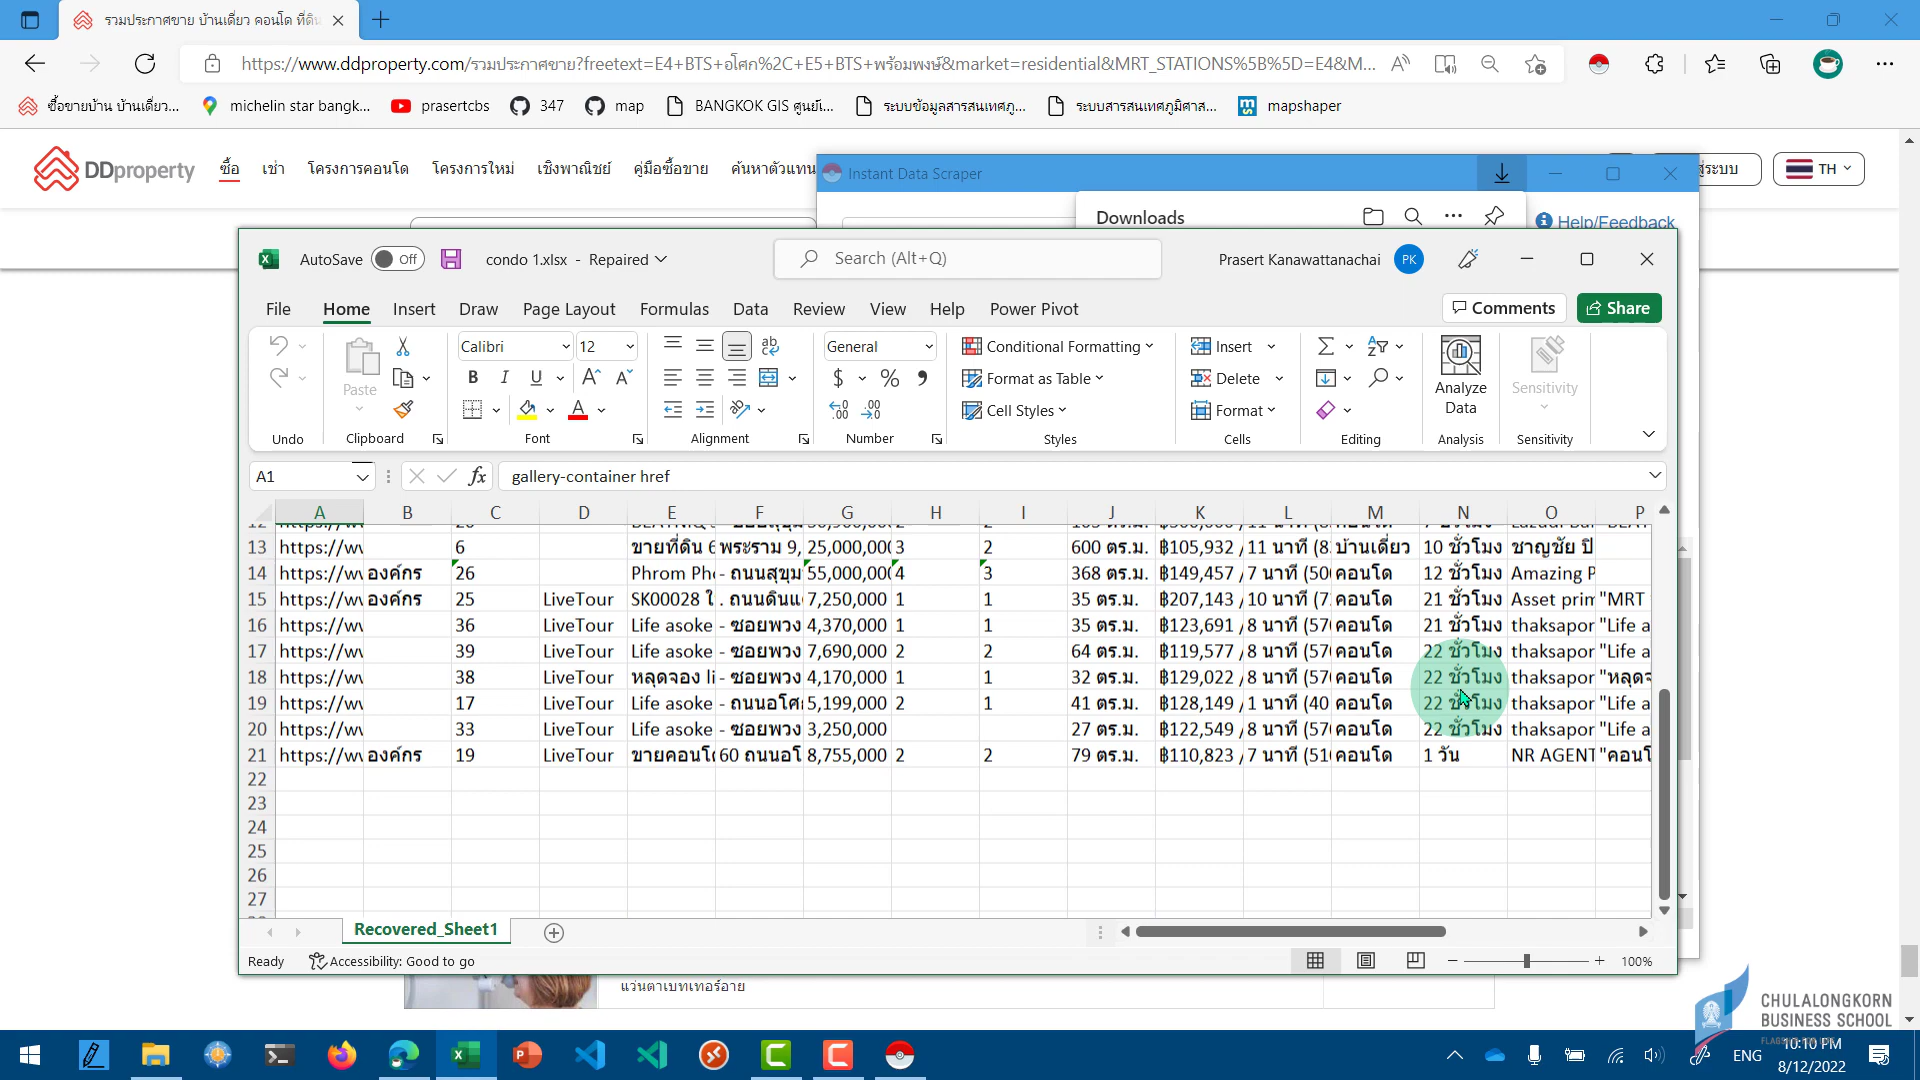 รวมประกาศขาย บ้านเดี่ยว คอนโด ที่ดิน
https://www.ddproperty.com/รวมประกาศขาย?freetext=E4+BTS+อโศก%2C+E5+BTS+พร้อมพงษ์&market=residential&MRT_STATIONS%5B%5D=E4&M...
ซื้อขายบ้าน บ้านเดี่ยว... michelin star bangk... prasertcbs 347 map BANGKOK GIS ศูนย์เ... ระบบข้อมูลสารสนเทศภู... ระบบสารสนเทศภูมิศาส... mapshaper
DDproperty ซื้อ เช่า โครงการคอนโด โครงการใหม่ เชิงพาณิชย์ คู่มือซื้อขาย ค้นหาตัวแทน TH
Instant Data Scraper
Downloads
Help/Feedback
AutoSave Off condo 1.xlsx - Repaired Search (Alt+Q) Prasert Kanawattanachai PK
File Home Insert Draw Page Layout Formulas Data Review View Help Power Pivot Comments Share
Paste Calibri 12 General Conditional Formatting Insert Analyze Data Sensitivity
B I U $ % Format as Table Delete
Cell Styles Format
Undo Clipboard Font Alignment Number Styles Cells Editing Analysis Sensitivity
A1 fx gallery-container href
A B C D E F G H I J K L M N O P
13 https://w 6 ขายที่ดิน 6 พระราม 9, 25,000,000 3 2 600 ตร.ม. ฿105,932 / 11 นาที (8 บ้านเดี่ยว 10 ชั่วโมง ชาญชัย ปิ
14 https://w องค์กร 26 Phrom Ph - ถนนสุขุม 55,000,000 4 3 368 ตร.ม. ฿149,457 / 7 นาที (50 คอนโด 12 ชั่วโมง Amazing P
15 https://w องค์กร 25 LiveTour SK00028 ใ . ถนนดินแ 7,250,000 1 1 35 ตร.ม. ฿207,143 / 10 นาที (7 คอนโด 21 ชั่วโมง Asset prim "MRT
16 https://w 36 LiveTour Life asoke - ซอยพวง 4,370,000 1 1 35 ตร.ม. ฿123,691 / 8 นาที (57 คอนโด 21 ชั่วโมง thaksapor "Life a
17 https://w 39 LiveTour Life asoke - ซอยพวง 7,690,000 2 2 64 ตร.ม. ฿119,577 / 8 นาที (57 คอนโด 22 ชั่วโมง thaksapor "Life a
18 https://w 38 LiveTour หลุดจอง li - ซอยพวง 4,170,000 1 1 32 ตร.ม. ฿129,022 / 8 นาที (57 คอนโด 22 ชั่วโมง thaksapor "หลุดจ
19 https://w 17 LiveTour Life asoke - ถนนอโศ 5,199,000 2 1 41 ตร.ม. ฿128,149 / 1 นาที (40 คอนโด 22 ชั่วโมง thaksapor "Life a
20 https://w 33 LiveTour Life asoke - ซอยพวง 3,250,000 27 ตร.ม. ฿122,549 / 8 นาที (57 คอนโด 22 ชั่วโมง thaksapor "Life a
21 https://w องค์กร 19 LiveTour ขายคอนโ 60 ถนนอโ 8,755,000 2 2 79 ตร.ม. ฿110,823 / 7 นาที (51 คอนโด 1 วัน NR AGENT "คอนโ
22
23
24
25
26
27
Recovered_Sheet1
Ready Accessibility: Good to go 100%
แว่นตาเบทเทอร์อาย
CHULALONGKORN
BUSINESS SCHOOL
ENG 10:10 PM
8/12/2022